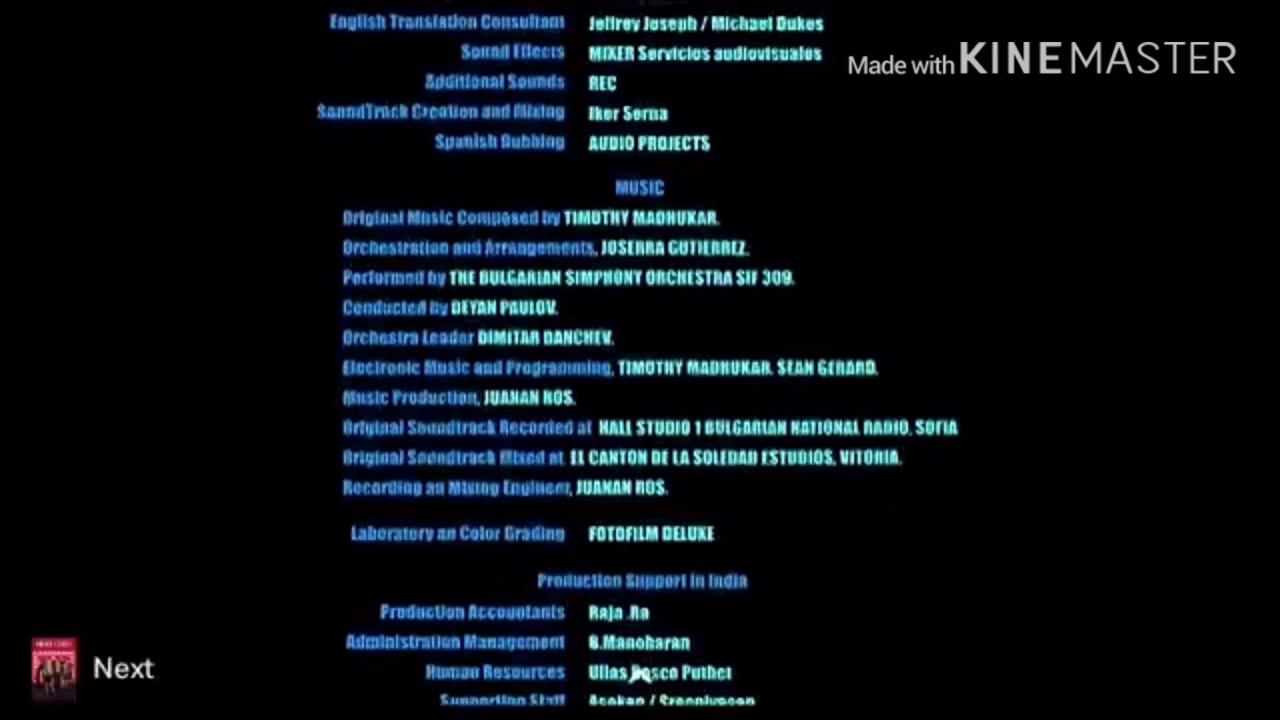 English Translation Consultant Jeffrey Joseph / Michael Dukes
Sound Effects MIXER Servicios audiovisuales
Made with KINEMASTER
Additional Sounds REC
SoundTrack Creation and Mixing Iker Serna
Spanish Dubbing AUDIO PROJECTS
MUSIC
Original Music Composed by TIMOTHY MADHUKAR.
Orchestration and Arrangements, JOSERRA GUTIERREZ.
Performed by THE BULGARIAN SIMPHONY ORCHESTRA SIF 309.
Conducted by DEYAN PAULOV.
Orchestra Leader DIMITAR DANCHEV.
Electronic Music and Programming, TIMOTHY MADHUKAR, SEAN GERARD.
Music Production, JUANAN ROS.
Original Soundtrack Recorded at HALL STUDIO 1 BULGARIAN NATIONAL RADIO, SOFIA
Original Soundtrack Mixed at EL CANTON DE LA SOLEDAD ESTUDIOS, VITORIA.
Recording an Mixing Engineer, JUANAN ROS.
Laboratory an Color Grading FOTOFILM DELUXE
Production Support in India
Production Accountants Raja .Ra
Administration Management B.Manoharan
Human Resources Ullas Bosco Puthet
Next
Supporting Staff Asokan / Sreenivasan